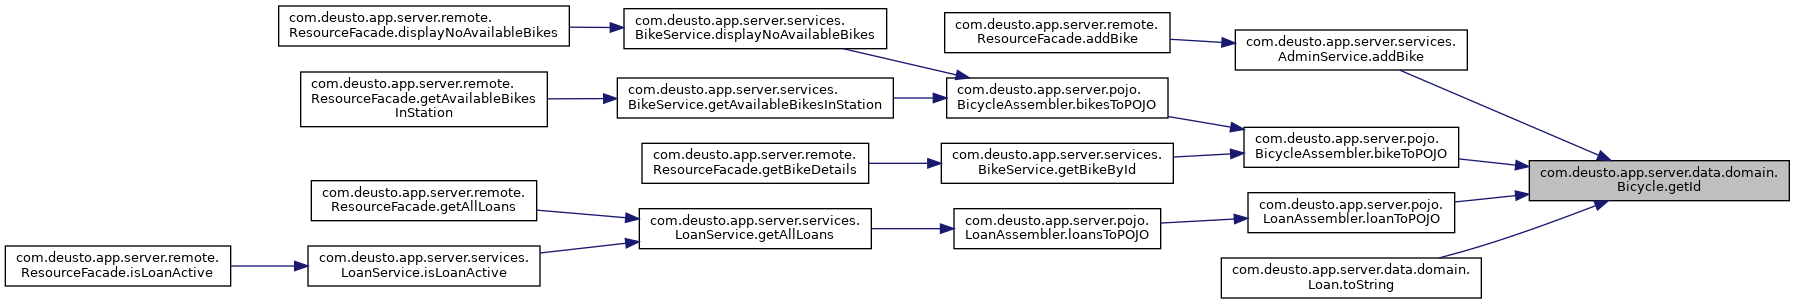 com.deusto.app.server.remote.
ResourceFacade.displayNoAvailableBikes
com.deusto.app.server.services.
BikeService.displayNoAvailableBikes
com.deusto.app.server.remote.
ResourceFacade.addBike
com.deusto.app.server.services.
AdminService.addBike
com.deusto.app.server.remote.
ResourceFacade.getAvailableBikes
InStation
com.deusto.app.server.services.
BikeService.getAvailableBikesInStation
com.deusto.app.server.pojo.
BicycleAssembler.bikesToPOJO
com.deusto.app.server.pojo.
BicycleAssembler.bikeToPOJO
com.deusto.app.server.remote.
ResourceFacade.getBikeDetails
com.deusto.app.server.services.
BikeService.getBikeById
com.deusto.app.server.data.domain.
Bicycle.getId
com.deusto.app.server.remote.
ResourceFacade.getAllLoans
com.deusto.app.server.services.
LoanService.getAllLoans
com.deusto.app.server.pojo.
LoanAssembler.loansToPOJO
com.deusto.app.server.pojo.
LoanAssembler.loanToPOJO
com.deusto.app.server.remote.
ResourceFacade.isLoanActive
com.deusto.app.server.services.
LoanService.isLoanActive
com.deusto.app.server.data.domain.
Loan.toString